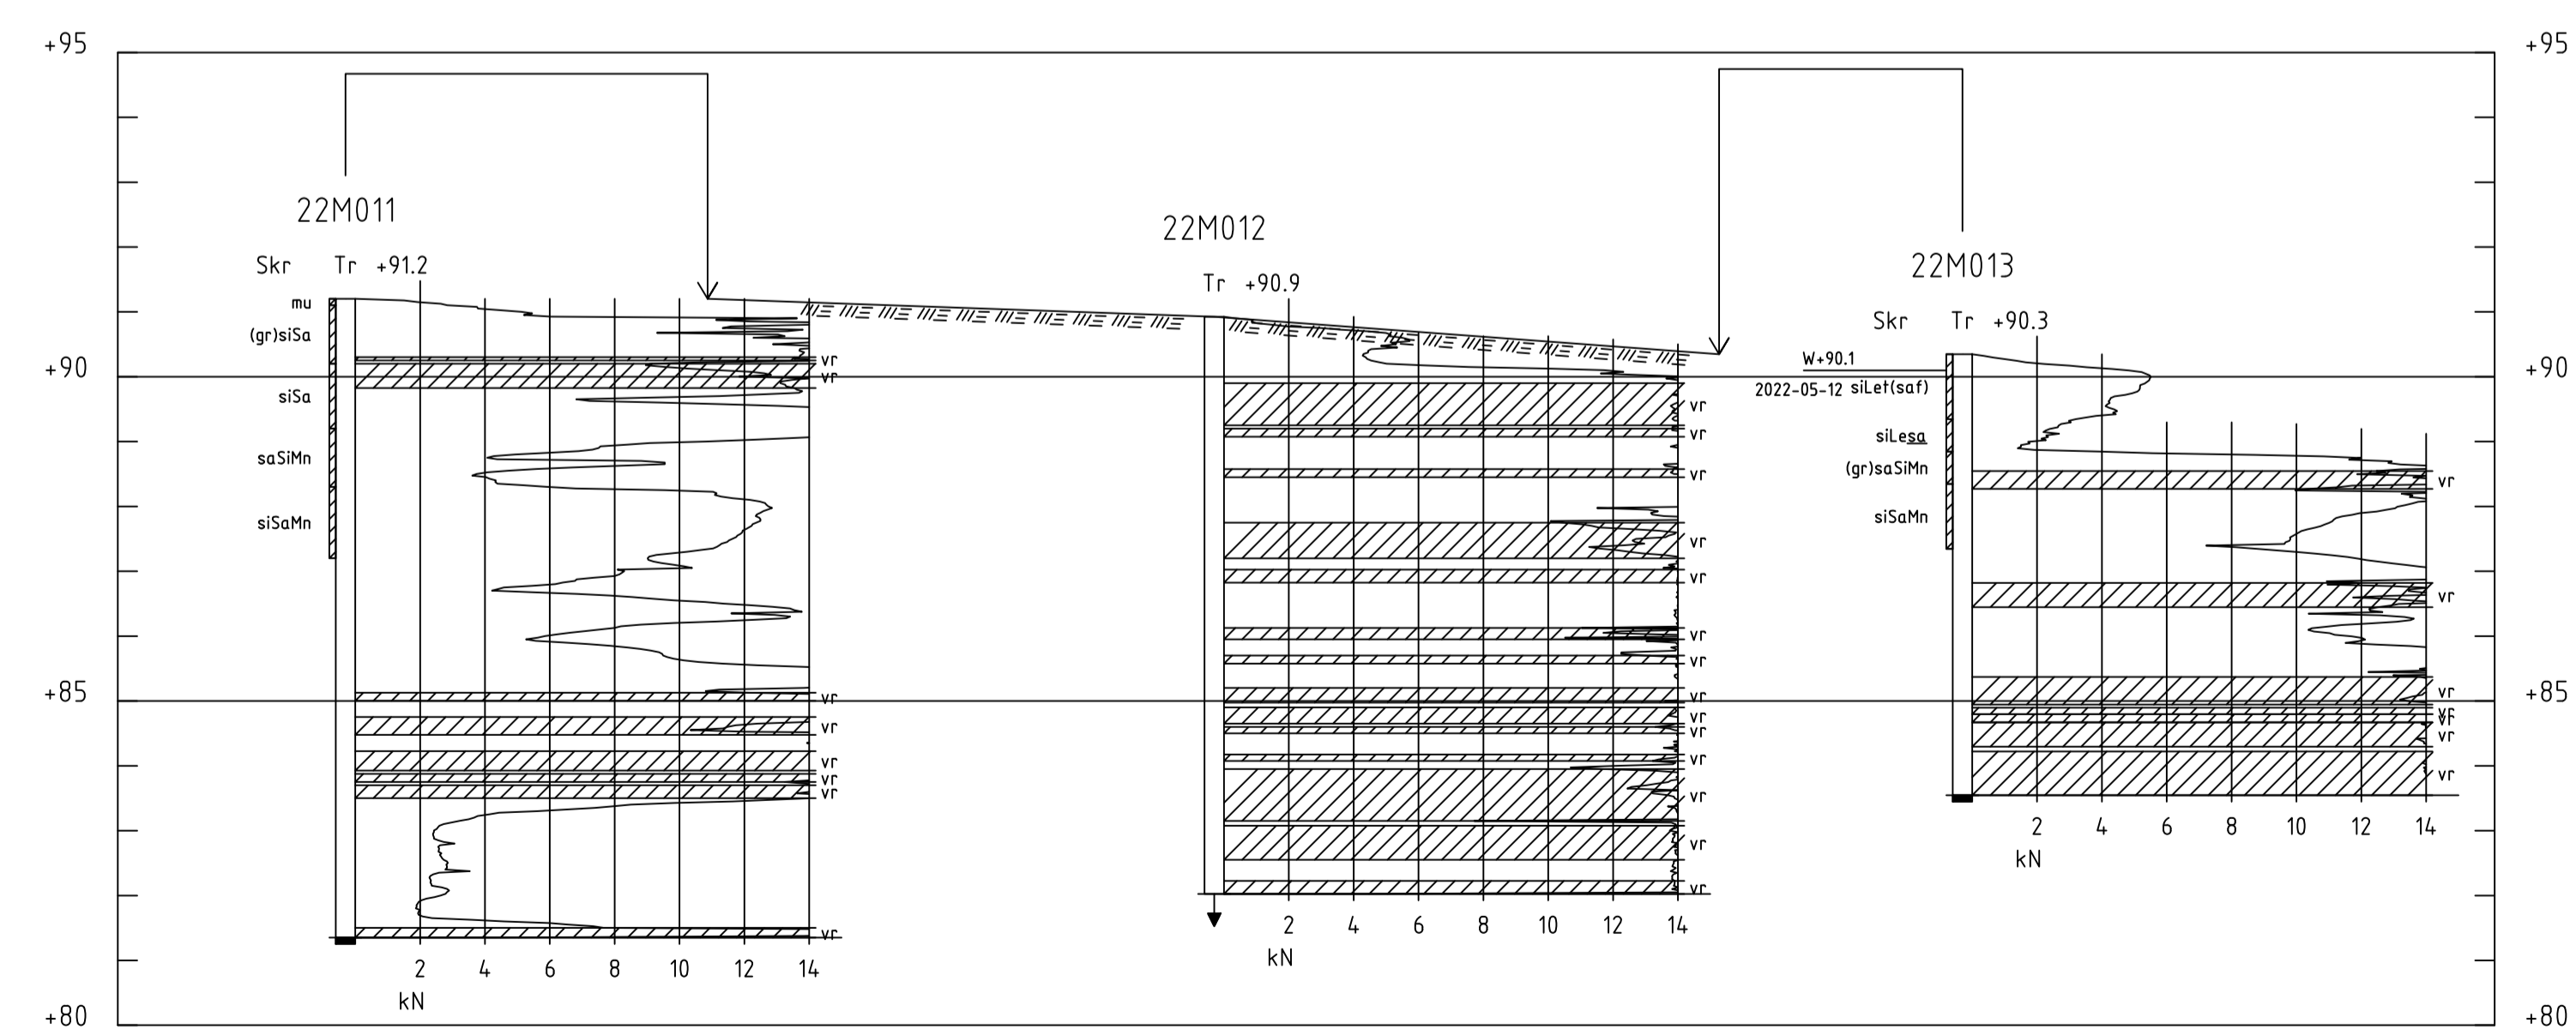 +95 +95
22M011
22M012
22M013
Skr Tr +91.2
Tr +90.9
Skr Tr +90.3
mu
(gr)siSa
siSa
saSiMn
siSaMn
vr
vr
vr
vr
vr
vr
vr
vr
2 4 6 8 10 12 14
kN
vr
vr
vr
vr
vr
vr
vr
vr
vr
vr
vr
vr
vr
vr
2 4 6 8 10 12 14
kN
W+90.1
2022-05-12 siLet(saf)
siLesa
(gr)saSiMn
siSaMn
vr
vr
vr
vr
vr
vr
vr
2 4 6 8 10 12 14
kN
+90 +90
+85 +85
+80 +80